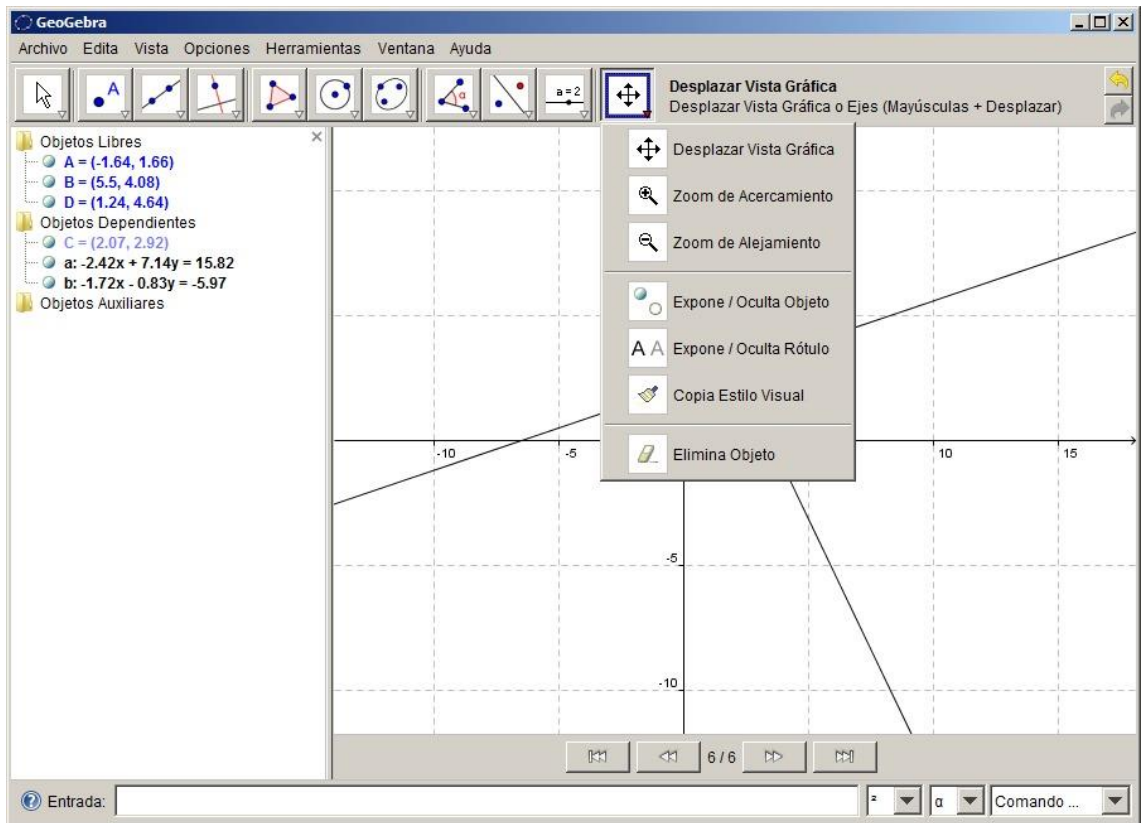 GeoGebra
Archivo Edita Vista Opciones Herramientas Ventana Ayuda
A
α
a=2
Desplazar Vista Gráfica
Desplazar Vista Gráfica o Ejes (Mayúsculas + Desplazar)
Objetos Libres
A = (-1.64, 1.66)
B = (5.5, 4.08)
D = (1.24, 4.64)
Objetos Dependientes
C = (2.07, 2.92)
a: -2.42x + 7.14y = 15.82
b: -1.72x - 0.83y = -5.97
Objetos Auxiliares
Desplazar Vista Gráfica
Zoom de Acercamiento
Zoom de Alejamiento
Expone / Oculta Objeto
A A Expone / Oculta Rótulo
Copia Estilo Visual
Elimina Objeto
-10 -5 10 15
-5
-10
6 / 6
Entrada: ² α Comando ...